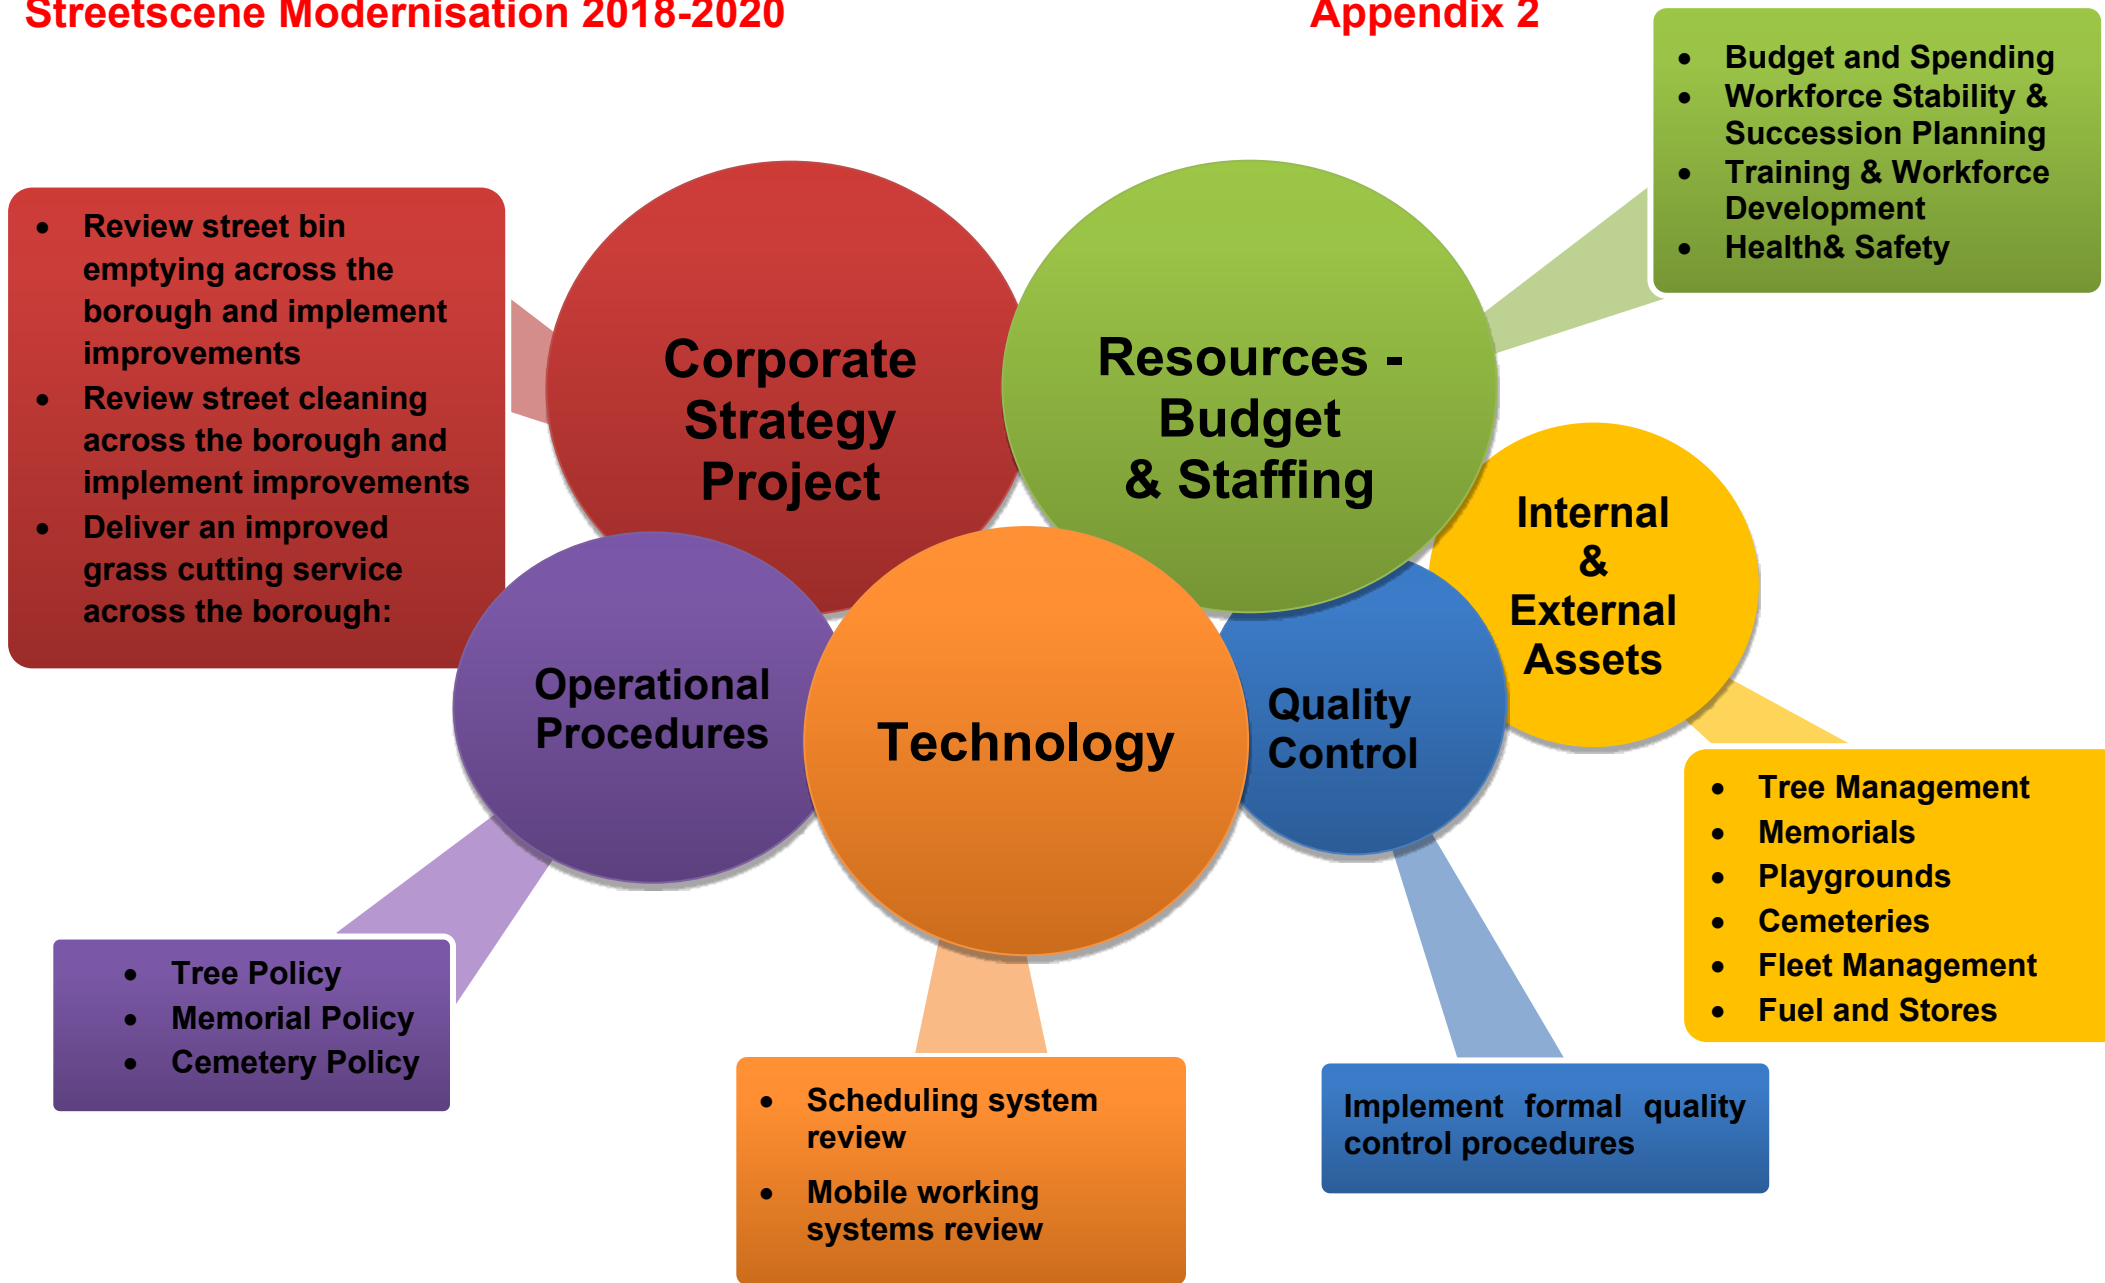 Streetscene Modernisation 2018-2020
Appendix 2
• Budget and Spending
• Workforce Stability &
Succession Planning
• Training & Workforce
Development
• Health& Safety
• Review street bin
emptying across the
borough and implement
improvements
• Review street cleaning
across the borough and
implement improvements
• Deliver an improved
grass cutting service
across the borough:
Corporate
Strategy
Project
Resources -
Budget
& Staffing
Internal
&
External
Assets
Operational
Procedures
Technology
Quality
Control
• Tree Management
• Memorials
• Playgrounds
• Cemeteries
• Fleet Management
• Fuel and Stores
• Tree Policy
• Memorial Policy
• Cemetery Policy
• Scheduling system
review
• Mobile working
systems review
Implement formal quality
control procedures